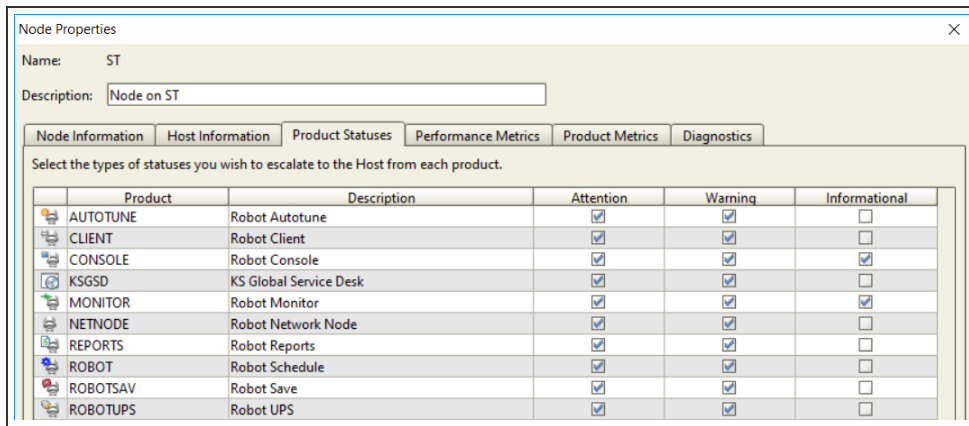 Node Properties
Name: ST
Description: Node on ST
Node Information Host Information Product Statuses Performance Metrics Product Metrics Diagnostics
Select the types of statuses you wish to escalate to the Host from each product.
Product Description Attention Warning Informational
AUTOTUNE Robot Autotune
CLIENT Robot Client
CONSOLE Robot Console
KSGSD KS Global Service Desk
MONITOR Robot Monitor
NETNODE Robot Network Node
REPORTS Robot Reports
ROBOT Robot Schedule
ROBOTSAV Robot Save
ROBOTUPS Robot UPS